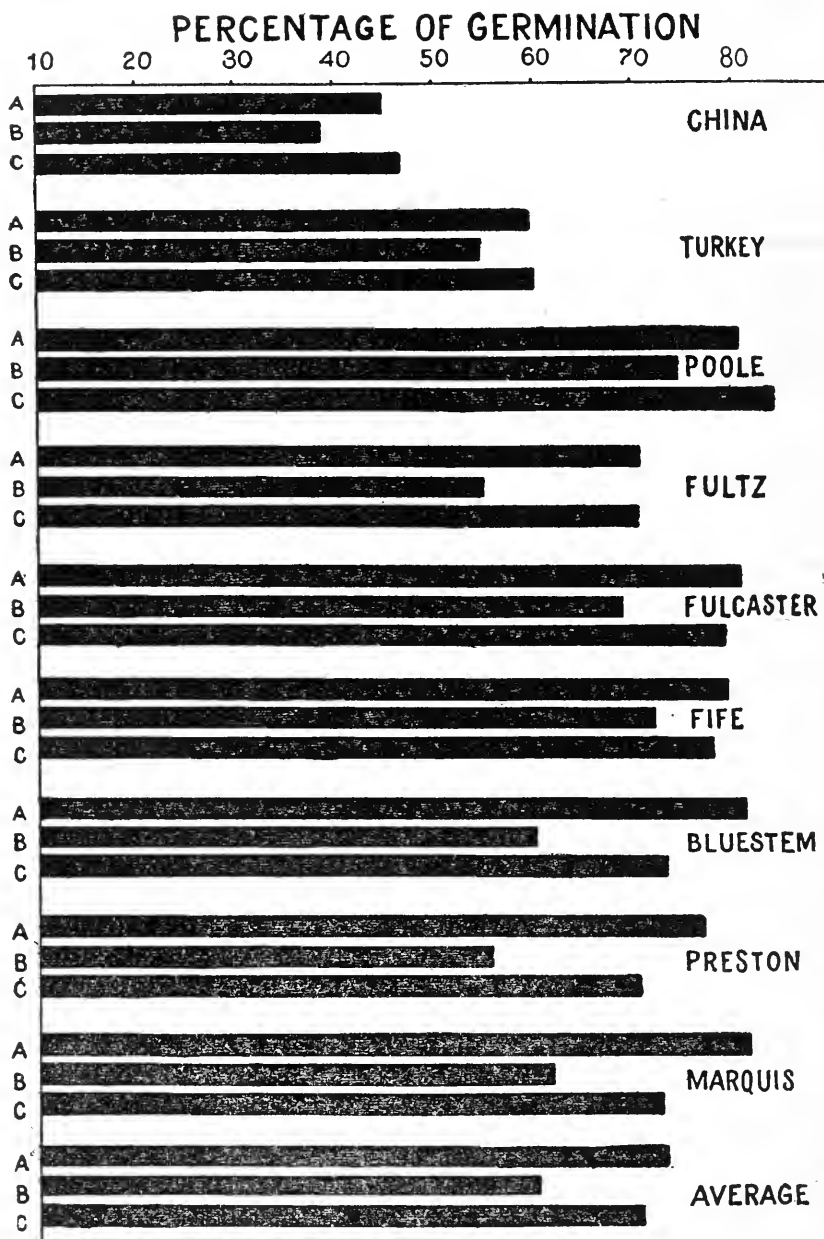 PERCENTAGE OF GERMINATION
10 20 30 40 50 60 70 80
A
CHINA
B
C
A
TURKEY
B
C
A
B POOLE
C
A
FULTZ
B
C
A
B FULCASTER
C
A
B FIFE
C
A
B BLUESTEM
C
A
B PRESTON
C
A
B MARQUIS
C
A
B AVERAGE
C